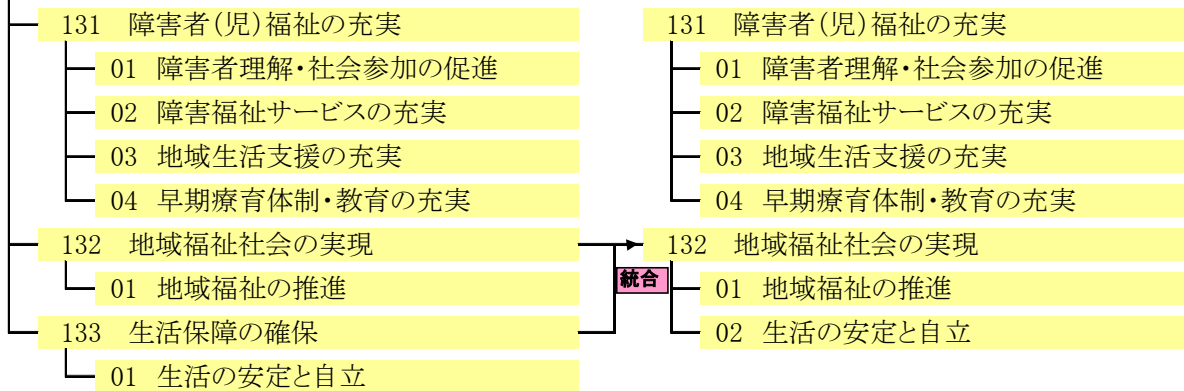 131　障害者（児）福祉の充実
01　障害者理解・社会参加の促進
02　障害福祉サービスの充実
03　地域生活支援の充実
04　早期療育体制・教育の充実
132　地域福祉社会の実現
01　地域福祉の推進
133　生活保障の確保
01　生活の安定と自立
統合
131　障害者（児）福祉の充実
01　障害者理解・社会参加の促進
02　障害福祉サービスの充実
03　地域生活支援の充実
04　早期療育体制・教育の充実
132　地域福祉社会の実現
01　地域福祉の推進
02　生活の安定と自立